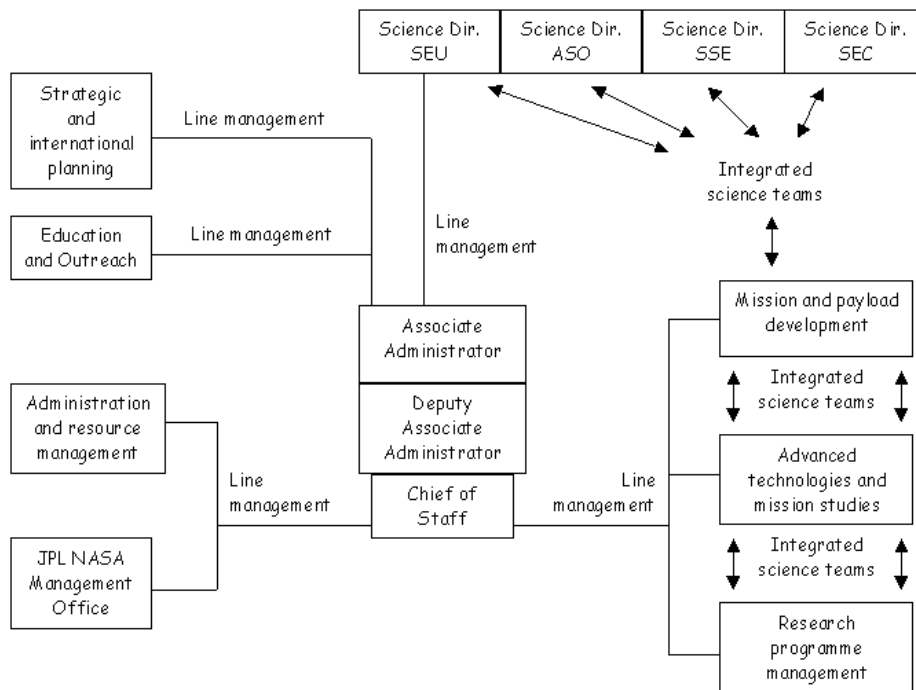 Science Dir.
SEU
Science Dir.
ASO
Science Dir.
SSE
Science Dir.
SEC
Strategic
and
international
planning
Line management
Integrated
science teams
Education
and Outreach
Line management
Line
management
Associate
Administrator
Mission and payload
development
Integrated
science teams
Administration
and resource
management
Deputy
Associate
Administrator
Advanced
technologies and
mission studies
Line
management
Chief of
Staff
Line
management
JPL NASA
Management
Office
Integrated
science teams
Research
programme
management